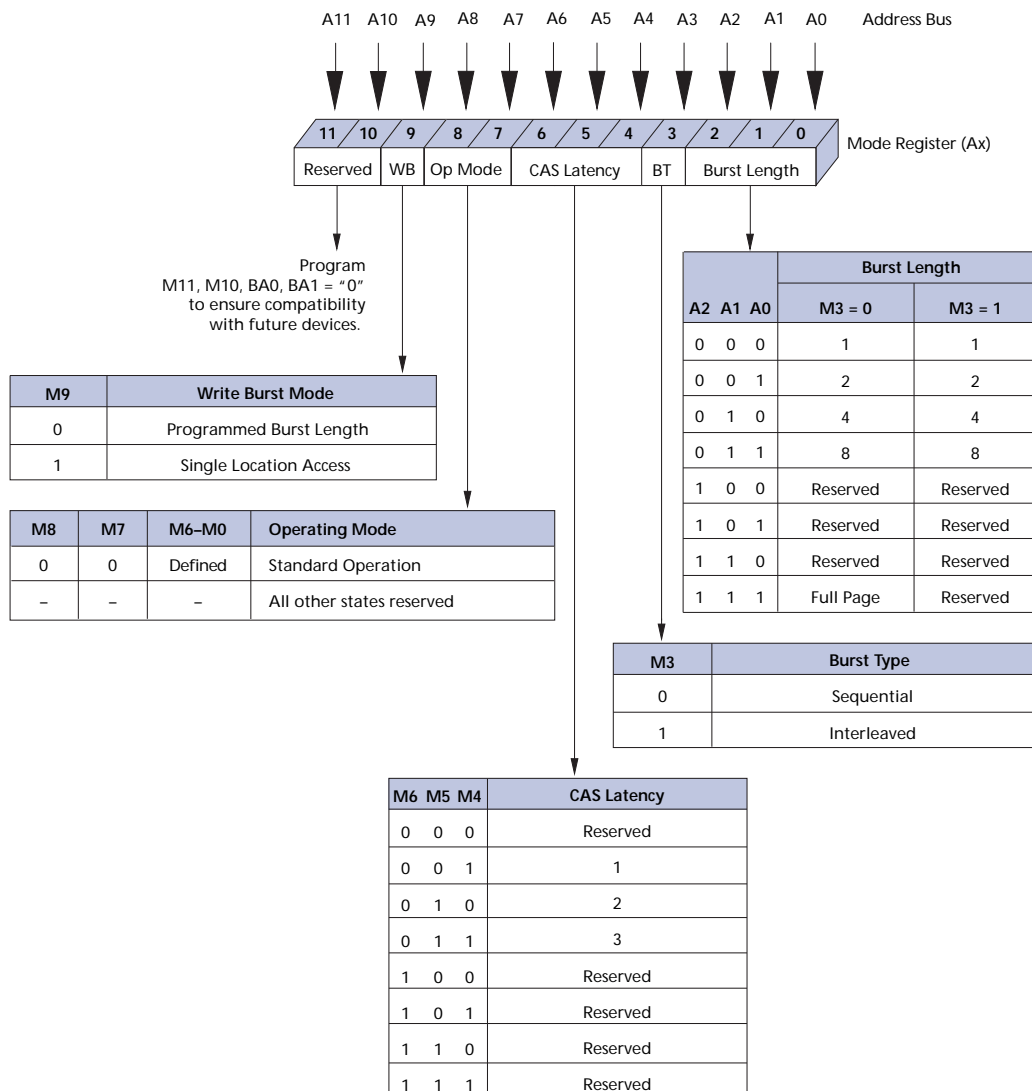 A11 A10 A9 A8 A7 A6 A5 A4 A3 A2 A1 A0 Address Bus
11 10 9 8 7 6 5 4 3 2 1 0
Mode Register (Ax)
Reserved WB Op Mode CAS Latency BT Burst Length
Program
M11, M10, BA0, BA1 = “0”
to ensure compatibility
with future devices.
Burst Length
A2 A1 A0 M3 = 0 M3 = 1
0 0 0 1 1
0 0 1 2 2
0 1 0 4 4
0 1 1 8 8
1 0 0 Reserved Reserved
1 0 1 Reserved Reserved
1 1 0 Reserved Reserved
1 1 1 Full Page Reserved
M9 Write Burst Mode
0 Programmed Burst Length
1 Single Location Access
M8 M7 M6–M0 Operating Mode
0 0 Defined Standard Operation
– – – All other states reserved
M3 Burst Type
0 Sequential
1 Interleaved
M6 M5 M4 CAS Latency
0 0 0 Reserved
0 0 1 1
0 1 0 2
0 1 1 3
1 0 0 Reserved
1 0 1 Reserved
1 1 0 Reserved
1 1 1 Reserved